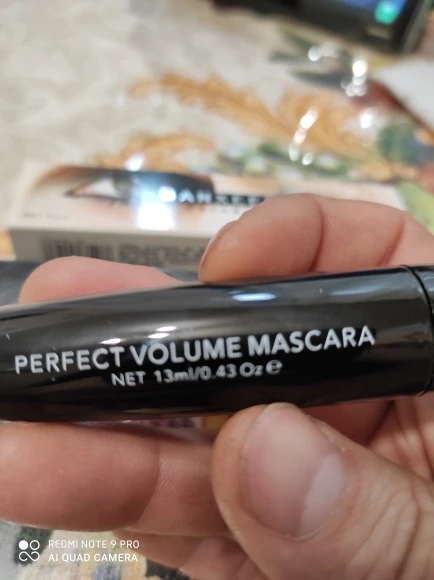 PERFECT VOLUME MASCARA
NET 13ml/0.43 Oz ℮
REDMI NOTE 9 PRO
AI QUAD CAMERA